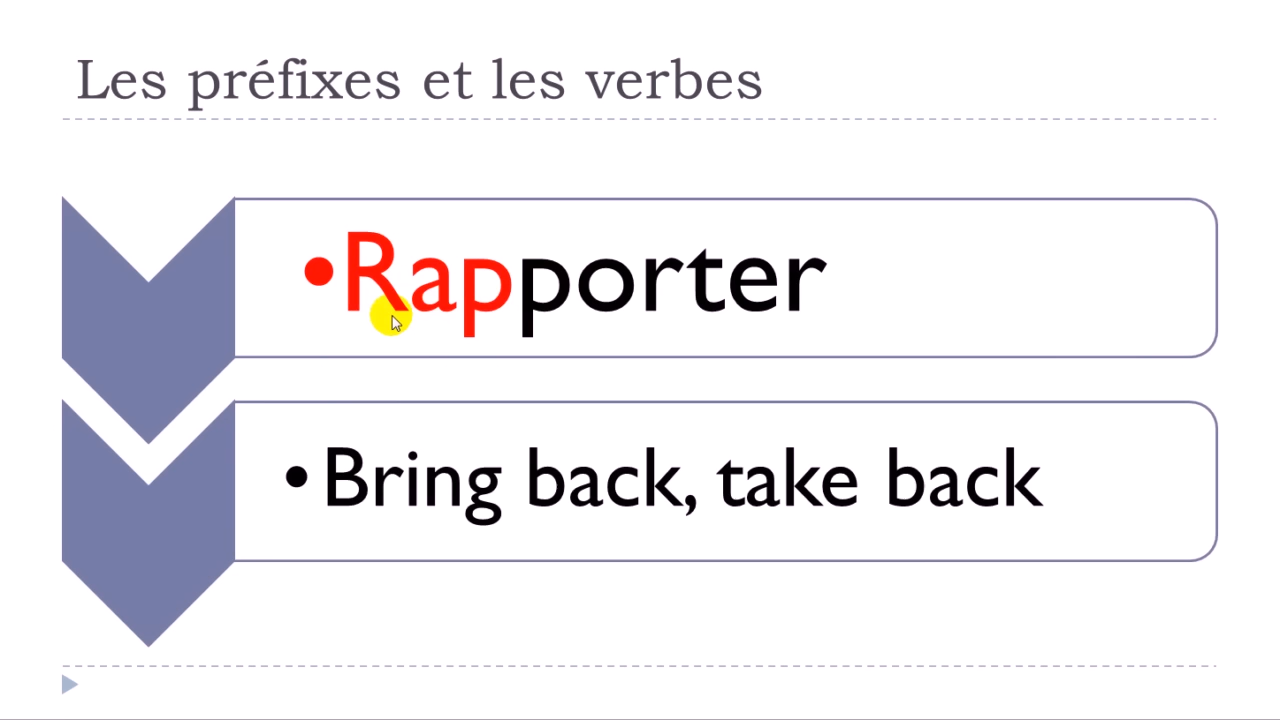 Les préfixes et les verbes
•Rapporter
•Bring back, take back